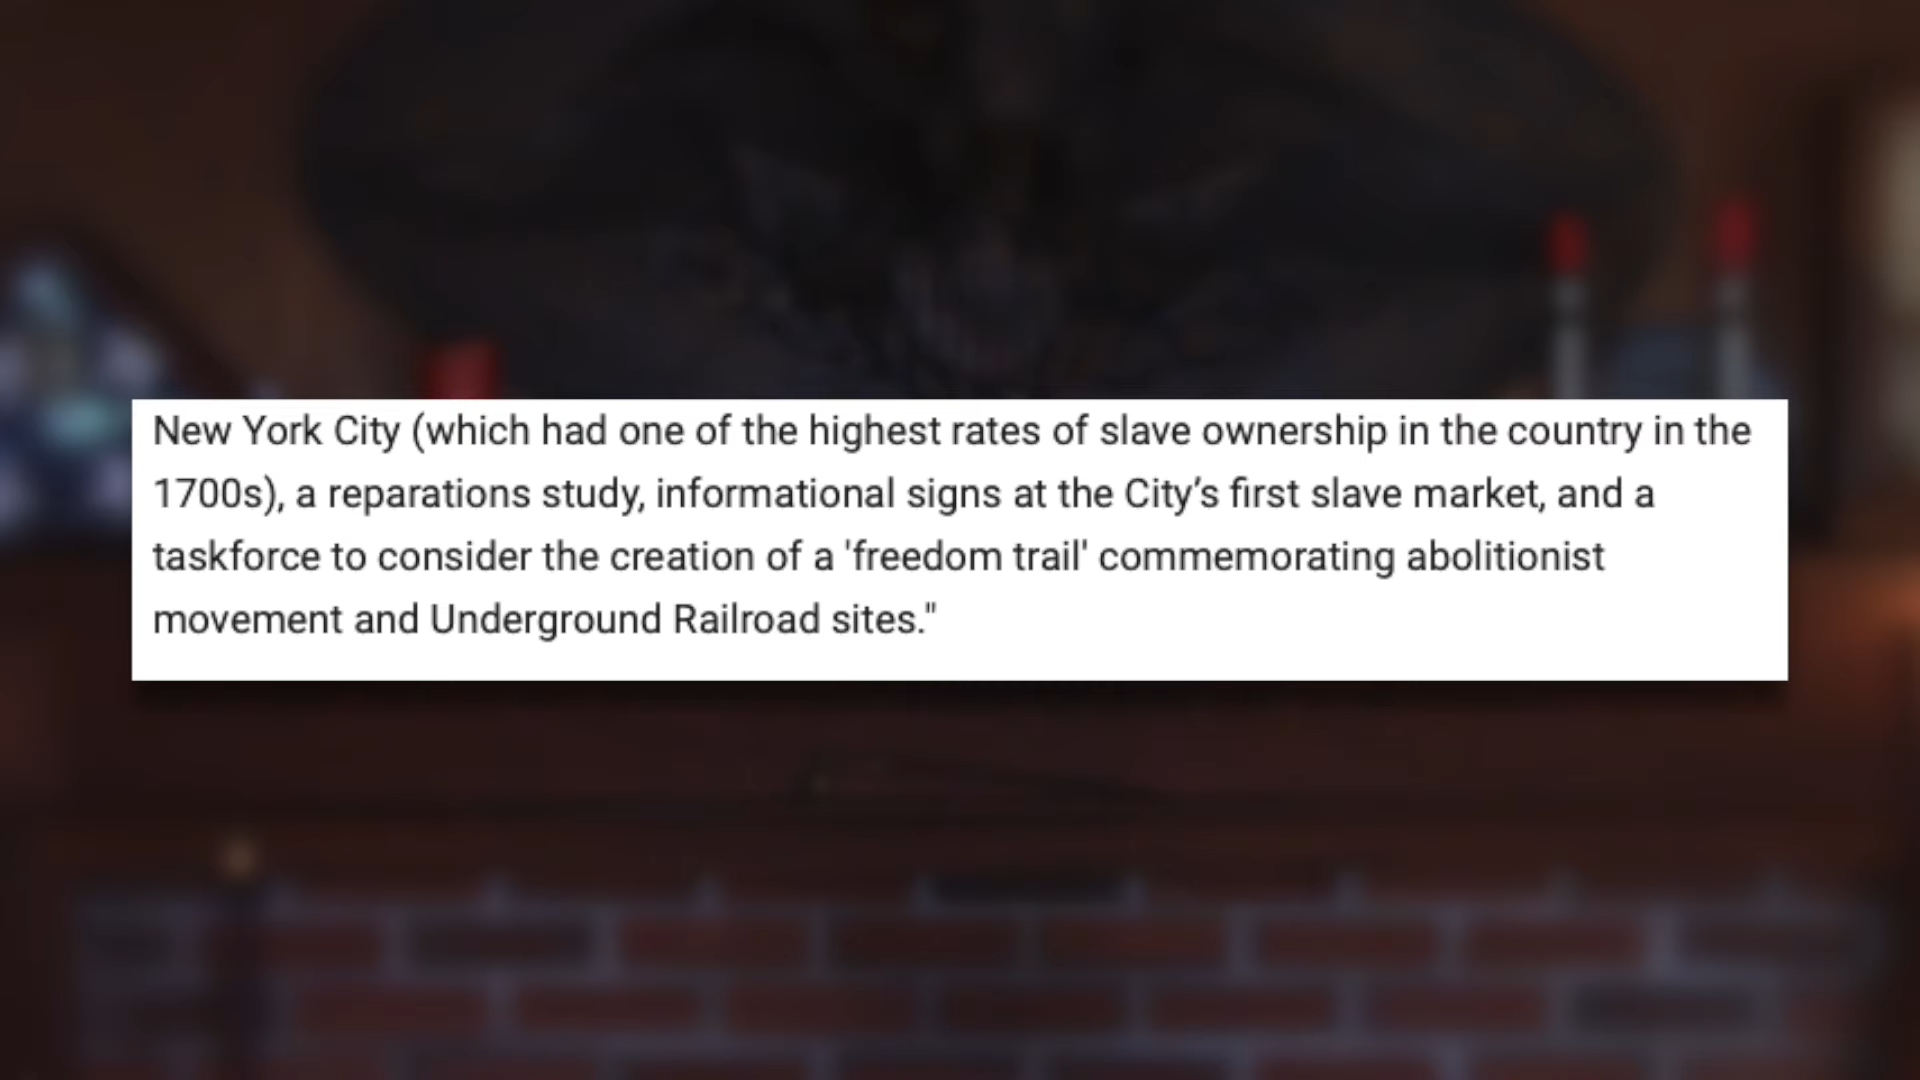 New York City (which had one of the highest rates of slave ownership in the country in the
1700s), a reparations study, informational signs at the City’s first slave market, and a
taskforce to consider the creation of a 'freedom trail' commemorating abolitionist
movement and Underground Railroad sites."